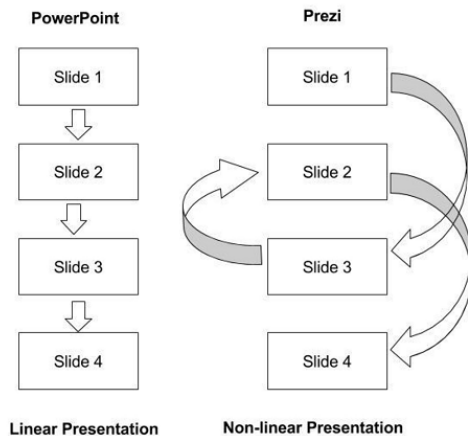 PowerPoint
Slide 1
Slide 2
Slide 3
Slide 4
Linear Presentation
Prezi
Slide 1
Slide 2
Slide 3
Slide 4
Non-linear Presentation